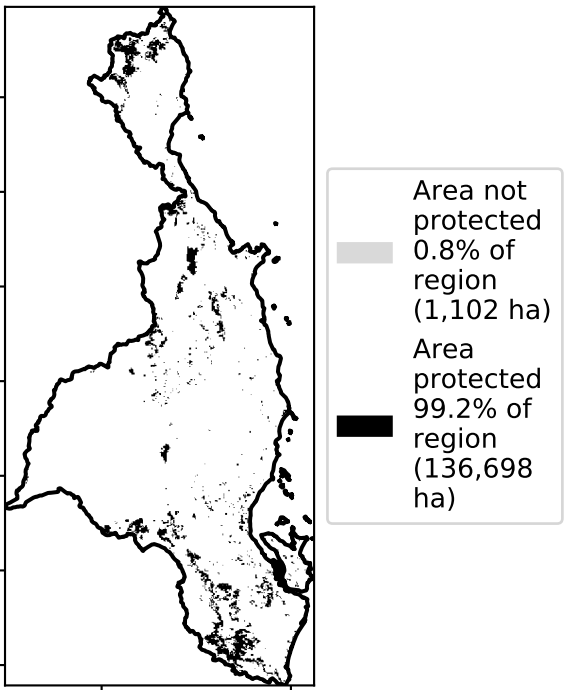 Area not
protected
0.8% of
region
(1,102 ha)
Area
protected
99.2% of
region
(136,698
ha)